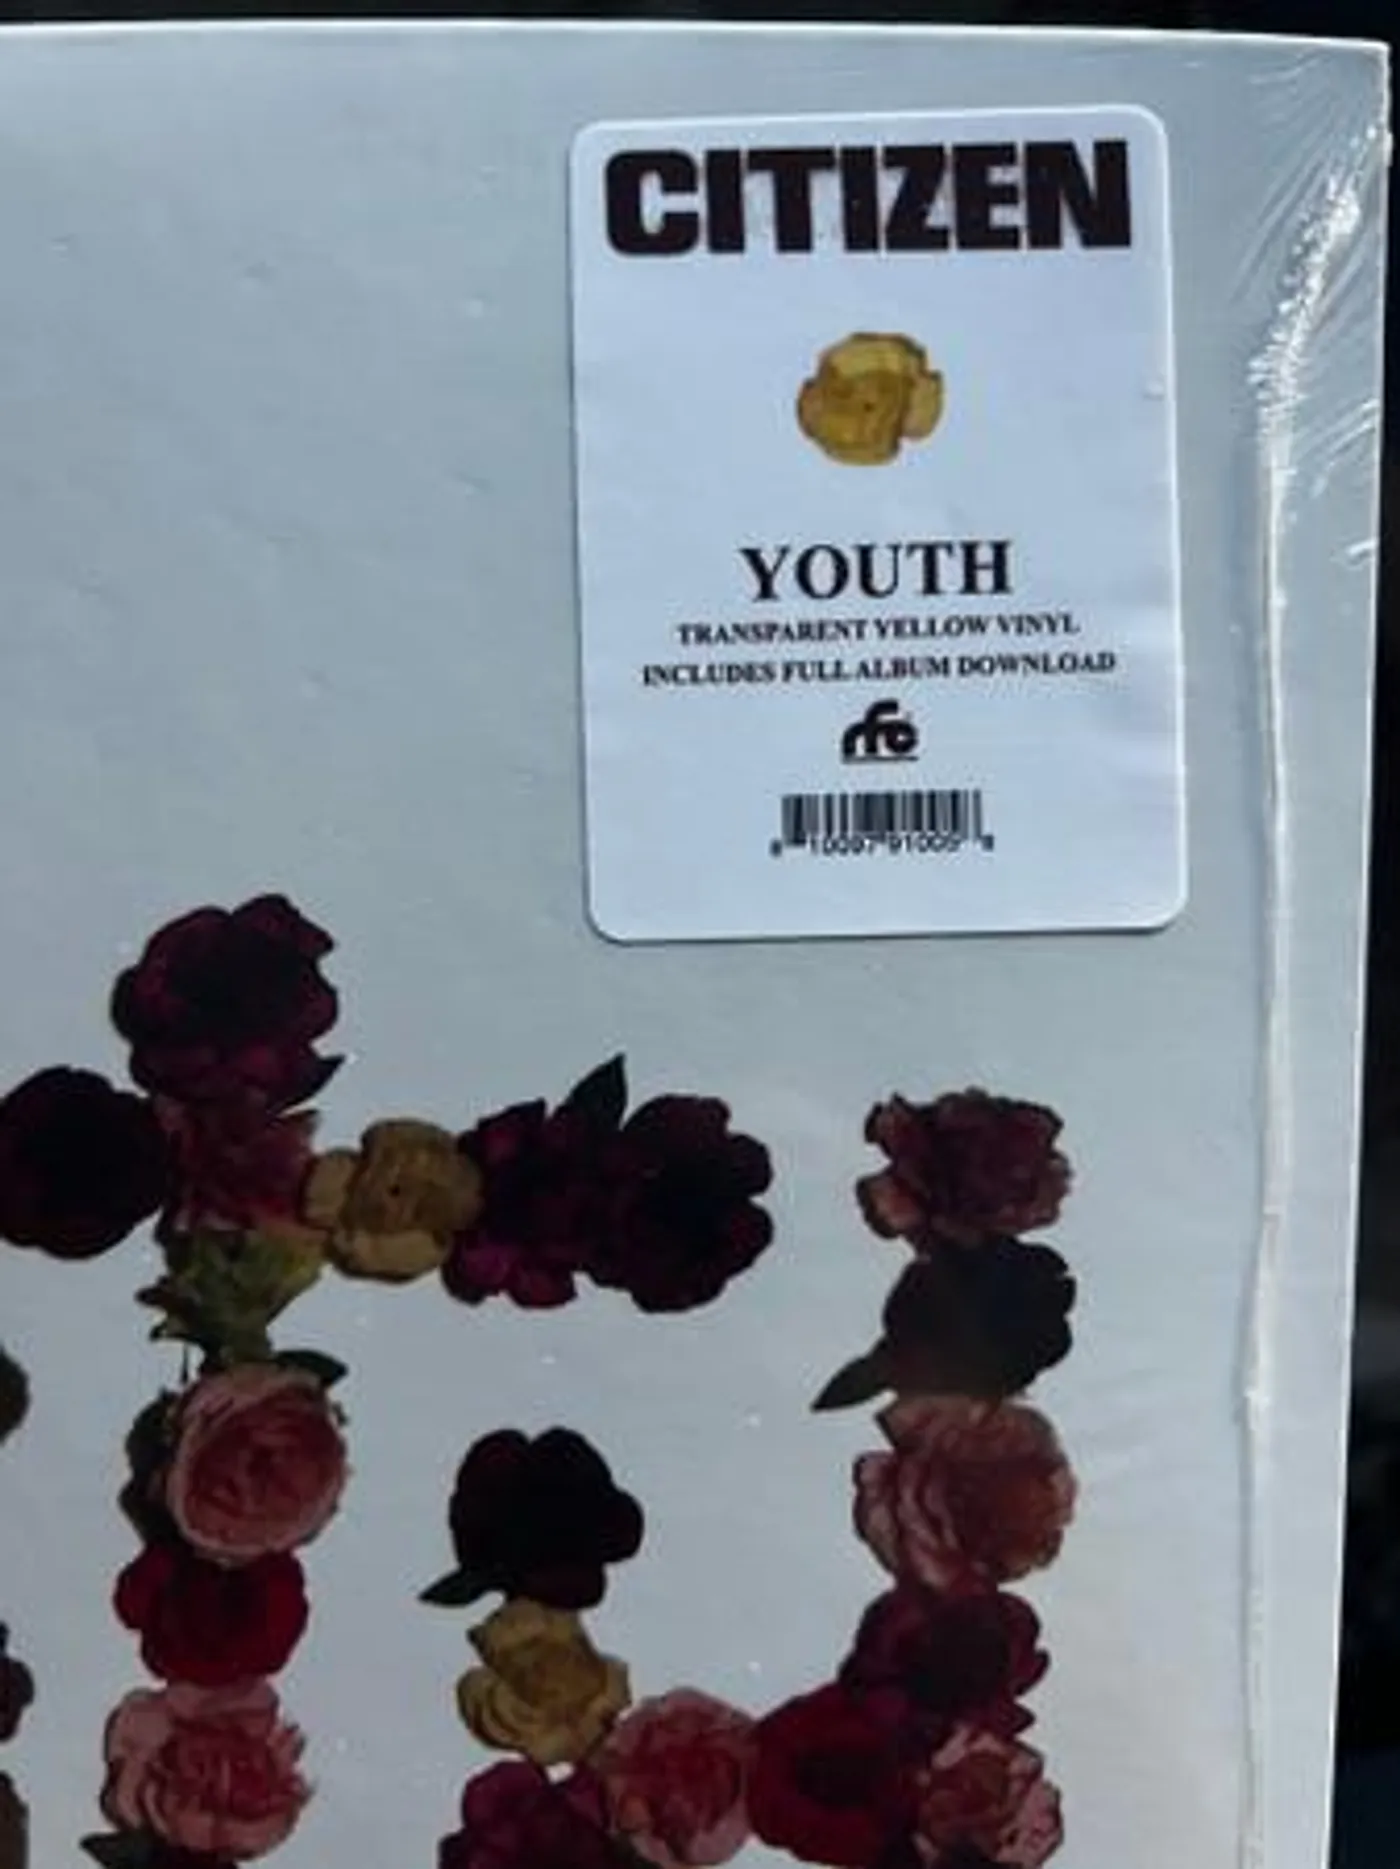 CITIZEN
YOUTH
TRANSPARENT YELLOW VINYL
INCLUDES FULL ALBUM DOWNLOAD
rfc